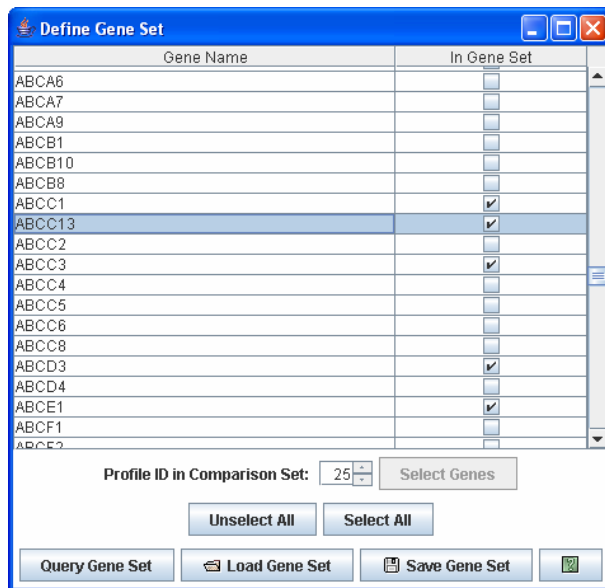 Define Gene Set
Gene Name In Gene Set
ABCA6
ABCA7
ABCA9
ABCB1
ABCB10
ABCB8
ABCC1
ABCC13
ABCC2
ABCC3
ABCC4
ABCC5
ABCC6
ABCC8
ABCD3
ABCD4
ABCE1
ABCF1
ABCF2
Profile ID in Comparison Set: 25 Select Genes
Unselect All Select All
Query Gene Set Load Gene Set Save Gene Set ?